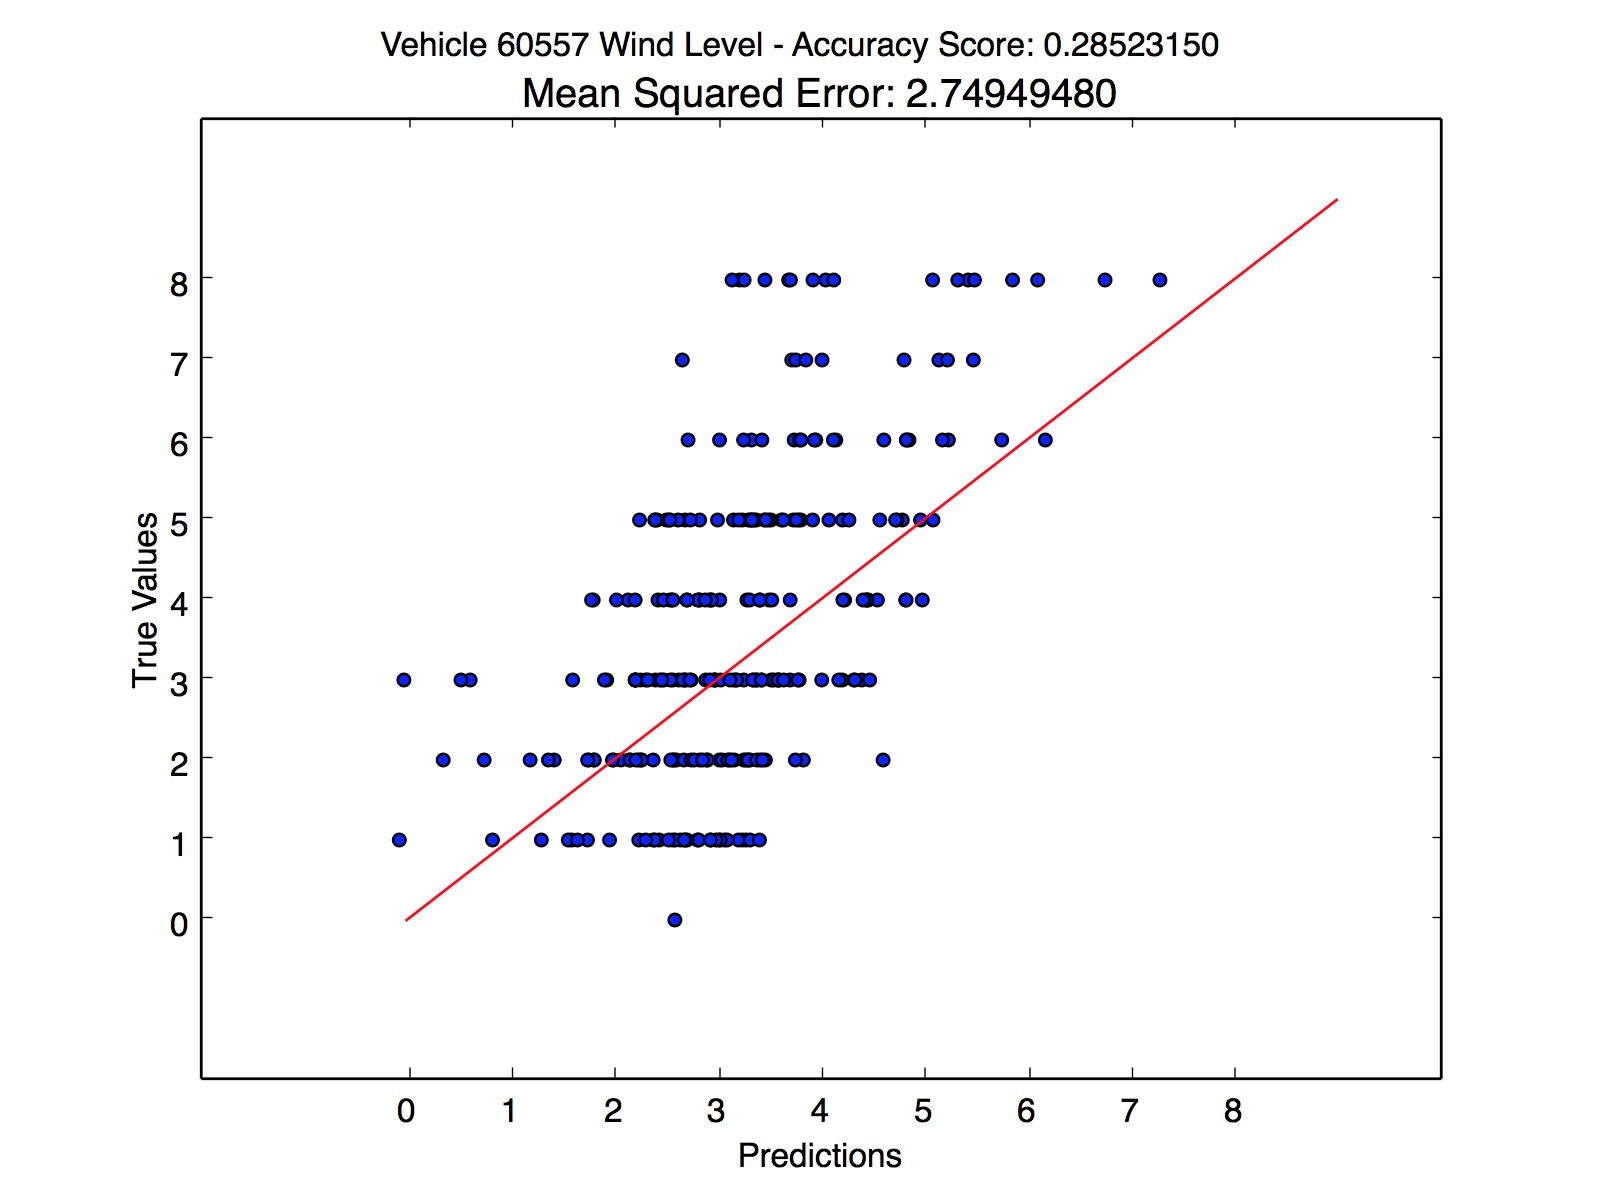 Vehicle 60557 Wind Level - Accuracy Score: 0.28523150
Mean Squared Error: 2.74949480
8
7
6
5
4
3
2
1
0
True Values
0 1 2 3 4 5 6 7 8
Predictions